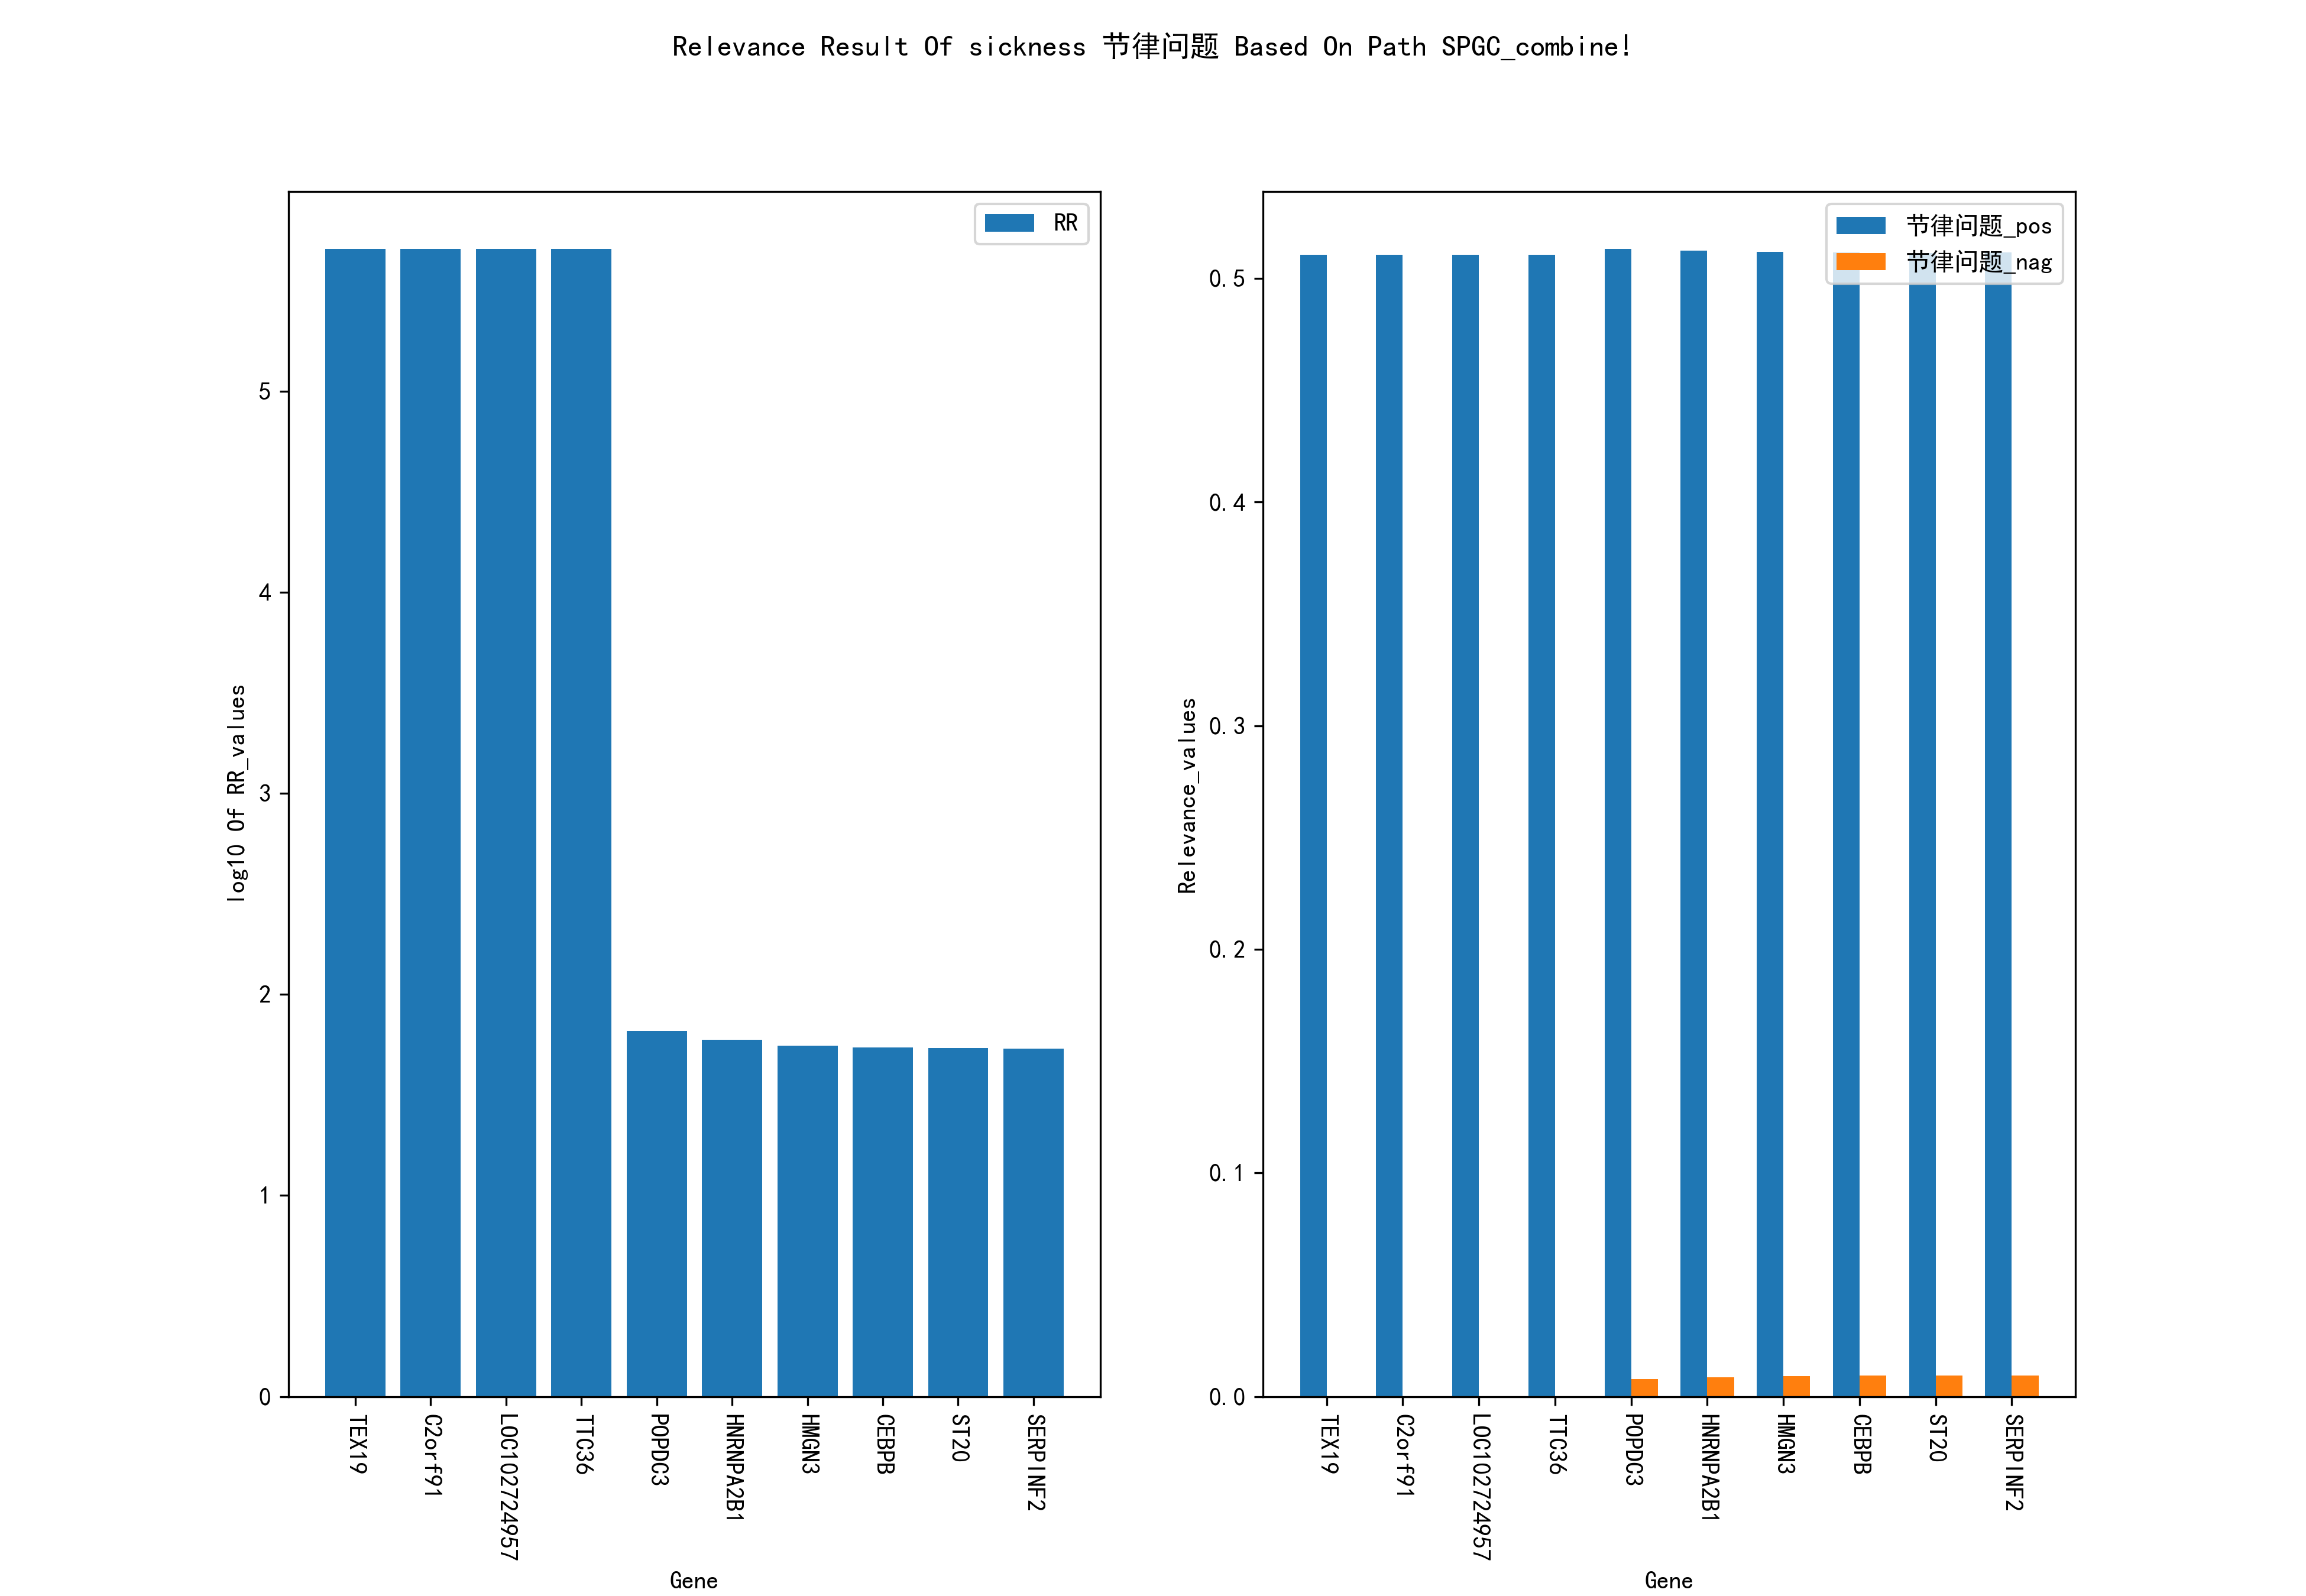 Relevance Result Of sickness 节律问题 Based On Path SPGC_combine!
RR
5
4
3
2
1
0
log10 Of RR_values
TEX19
C2orf91
LOC102724957
TTC36
POPDC3
HNRNPA2B1
HMGN3
CEBPB
ST20
SERPINF2
Gene
节律问题_pos
节律问题_nag
0.5
0.4
0.3
0.2
0.1
0.0
Relevance_values
TEX19
C2orf91
LOC102724957
TTC36
POPDC3
HNRNPA2B1
HMGN3
CEBPB
ST20
SERPINF2
Gene